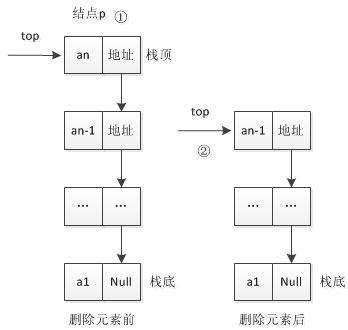 结点p ①
top
an 地址 栈顶
top
an-1 地址
an-1 地址
②
... ...
... ...
a1 Null 栈底
a1 Null 栈底
删除元素前
删除元素后